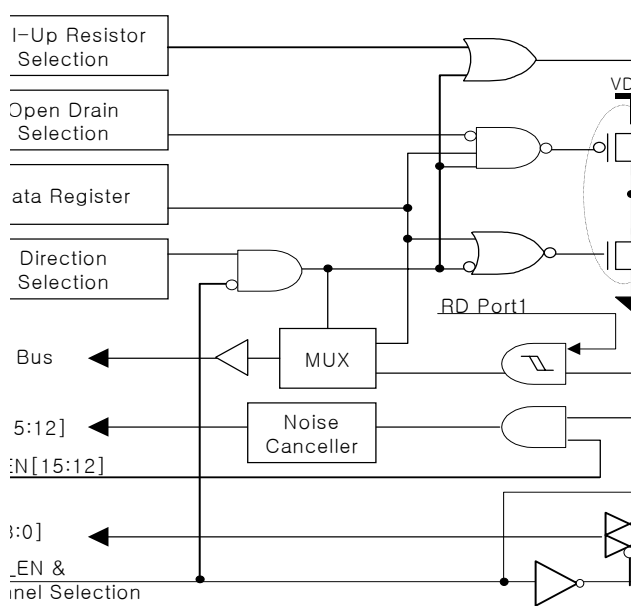 l-Up Resistor
Selection
VD
Open Drain
Selection
ata Register
Direction
Selection
RD Port1
Bus
MUX
5:12]
Noise
Canceller
EN[15:12]
3:0]
_EN &
nnel Selection